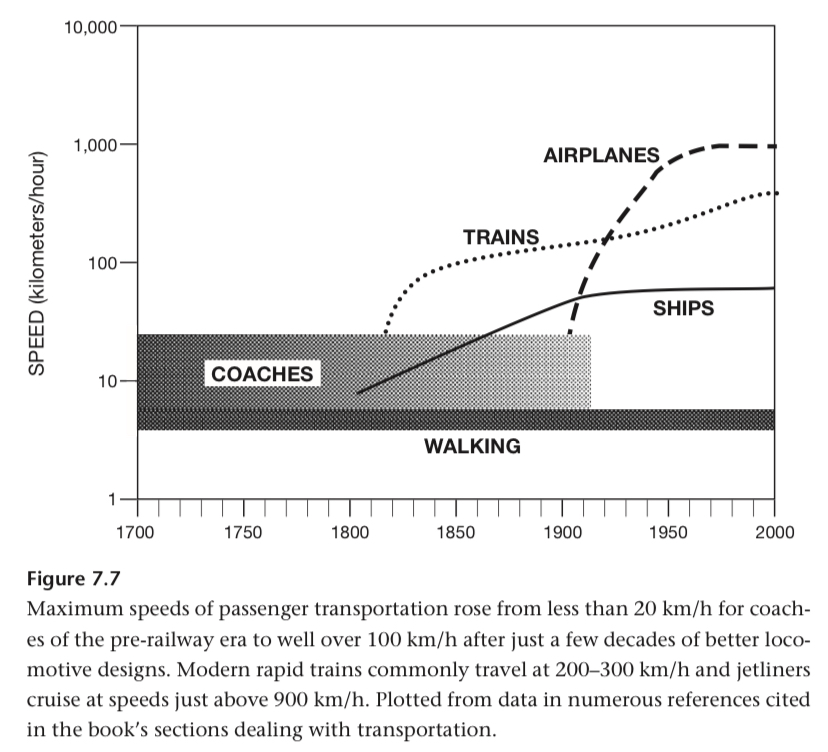 10,000
1,000
100
10
1
SPEED (kilometers/hour)
AIRPLANES
TRAINS
SHIPS
COACHES
WALKING
1700 1750 1800 1850 1900 1950 2000
Figure 7.7
Maximum speeds of passenger transportation rose from less than 20 km/h for coach-
es of the pre-railway era to well over 100 km/h after just a few decades of better loco-
motive designs. Modern rapid trains commonly travel at 200–300 km/h and jetliners
cruise at speeds just above 900 km/h. Plotted from data in numerous references cited
in the book’s sections dealing with transportation.